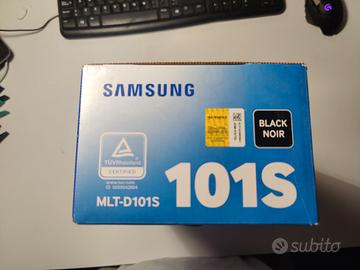 SAMSUNG
BLACK
NOIR
TÜVRheinland
CERTIFIED
101S
MLT-D101S
subito